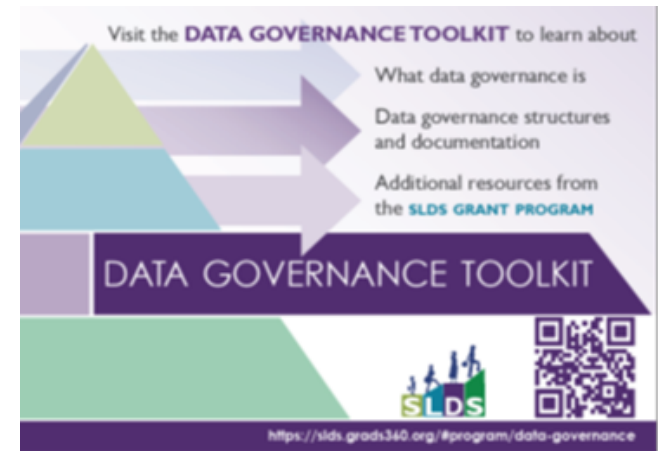 Visit the DATA GOVERNANCE TOOLKIT to learn about
What data governance is
Data governance structures
and documentation
Additional resources from
the SLDS GRANT PROGRAM
DATA GOVERNANCE TOOLKIT
SLDS
https://slds.grads360.org/#program/data-governance